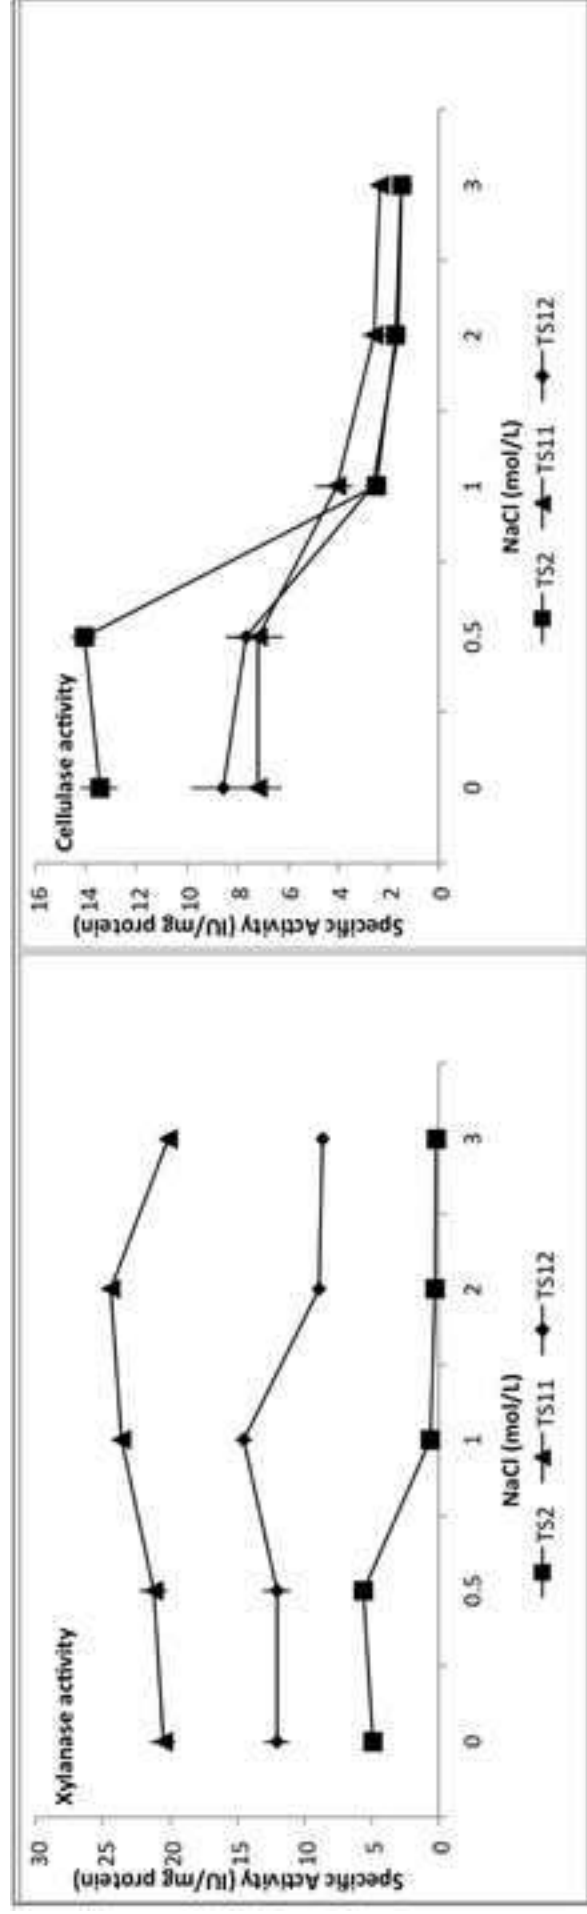 Xylanase activity
Specific Activity (IU/mg protein)
30
25
20
15
10
5
0
0 0.5 1 2 3
NaCl (mol/L)
TS2 TS11 TS12
Cellulase activity
Specific Activity (IU/mg protein)
16
14
12
10
8
6
4
2
0
0 0.5 1 2 3
NaCl (mol/L)
TS2 TS11 TS12